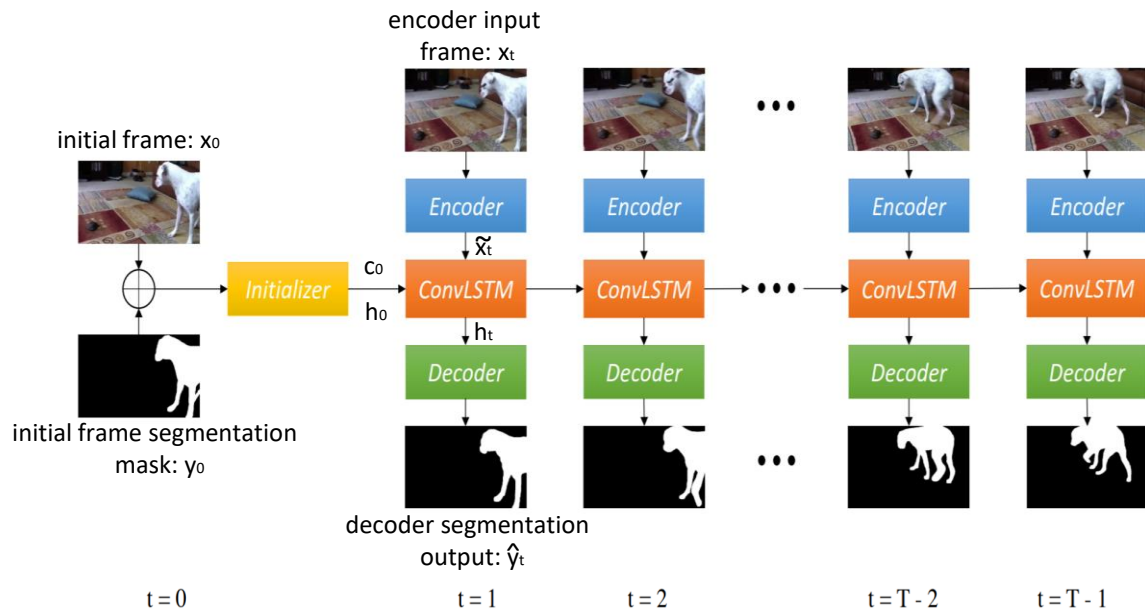 encoder input
frame: xₜ
initial frame: x₀
Encoder
Encoder
Encoder
Encoder
x̃ₜ
c₀
Initializer
ConvLSTM
ConvLSTM
ConvLSTM
ConvLSTM
h₀
hₜ
Decoder
Decoder
Decoder
Decoder
initial frame segmentation
mask: y₀
decoder segmentation
output: ŷₜ
t = 0
t = 1
t = 2
t = T - 2
t = T - 1